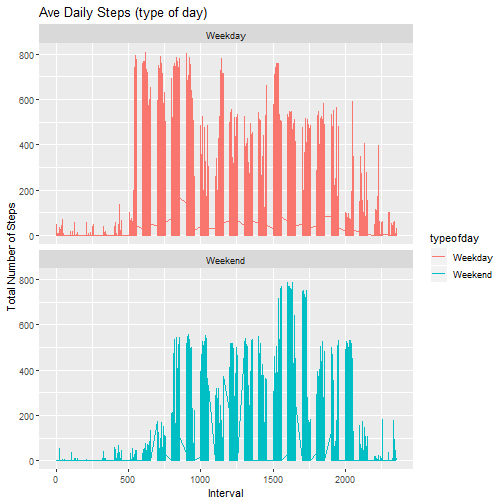 Ave Daily Steps (type of day)
Weekday
800
600
400
200
0
Total Number of Steps
Weekend
800
600
400
200
0
0
500
1000
1500
2000
Interval
typeofday
Weekday
Weekend